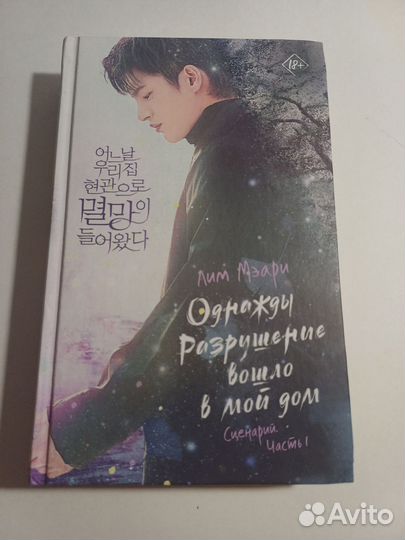 18+
어느날
우리집
현관으로
멸망이
들어왔다
Лим Мэари
Однажды
Разрушение
вошло
в мой дом
Сценарий.
Часть 1
Avito